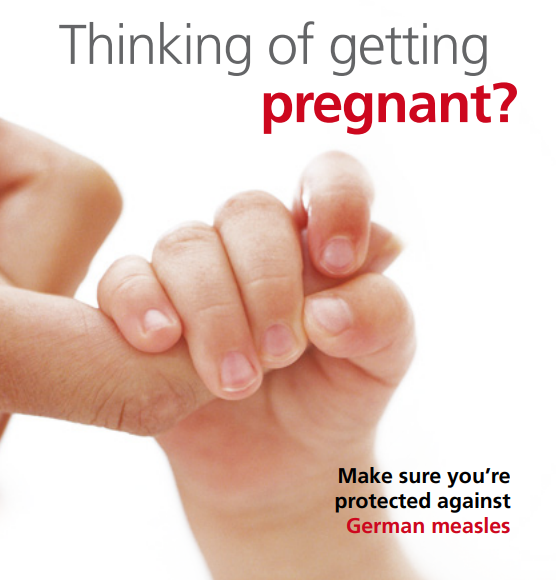 Thinking of getting
pregnant?
Make sure you’re
protected against
German measles